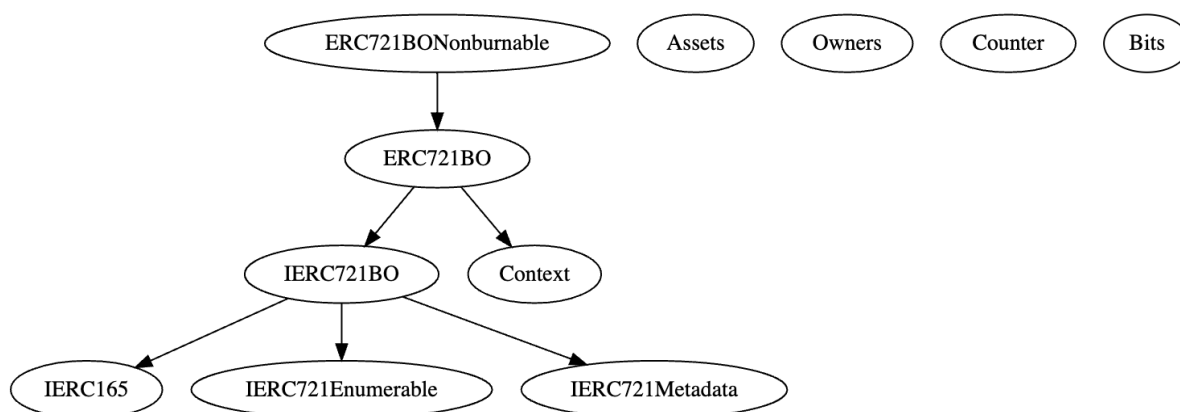 ERC721BONonburnable
Assets
Owners
Counter
Bits
ERC721BO
IERC721BO
Context
IERC165
IERC721Enumerable
IERC721Metadata